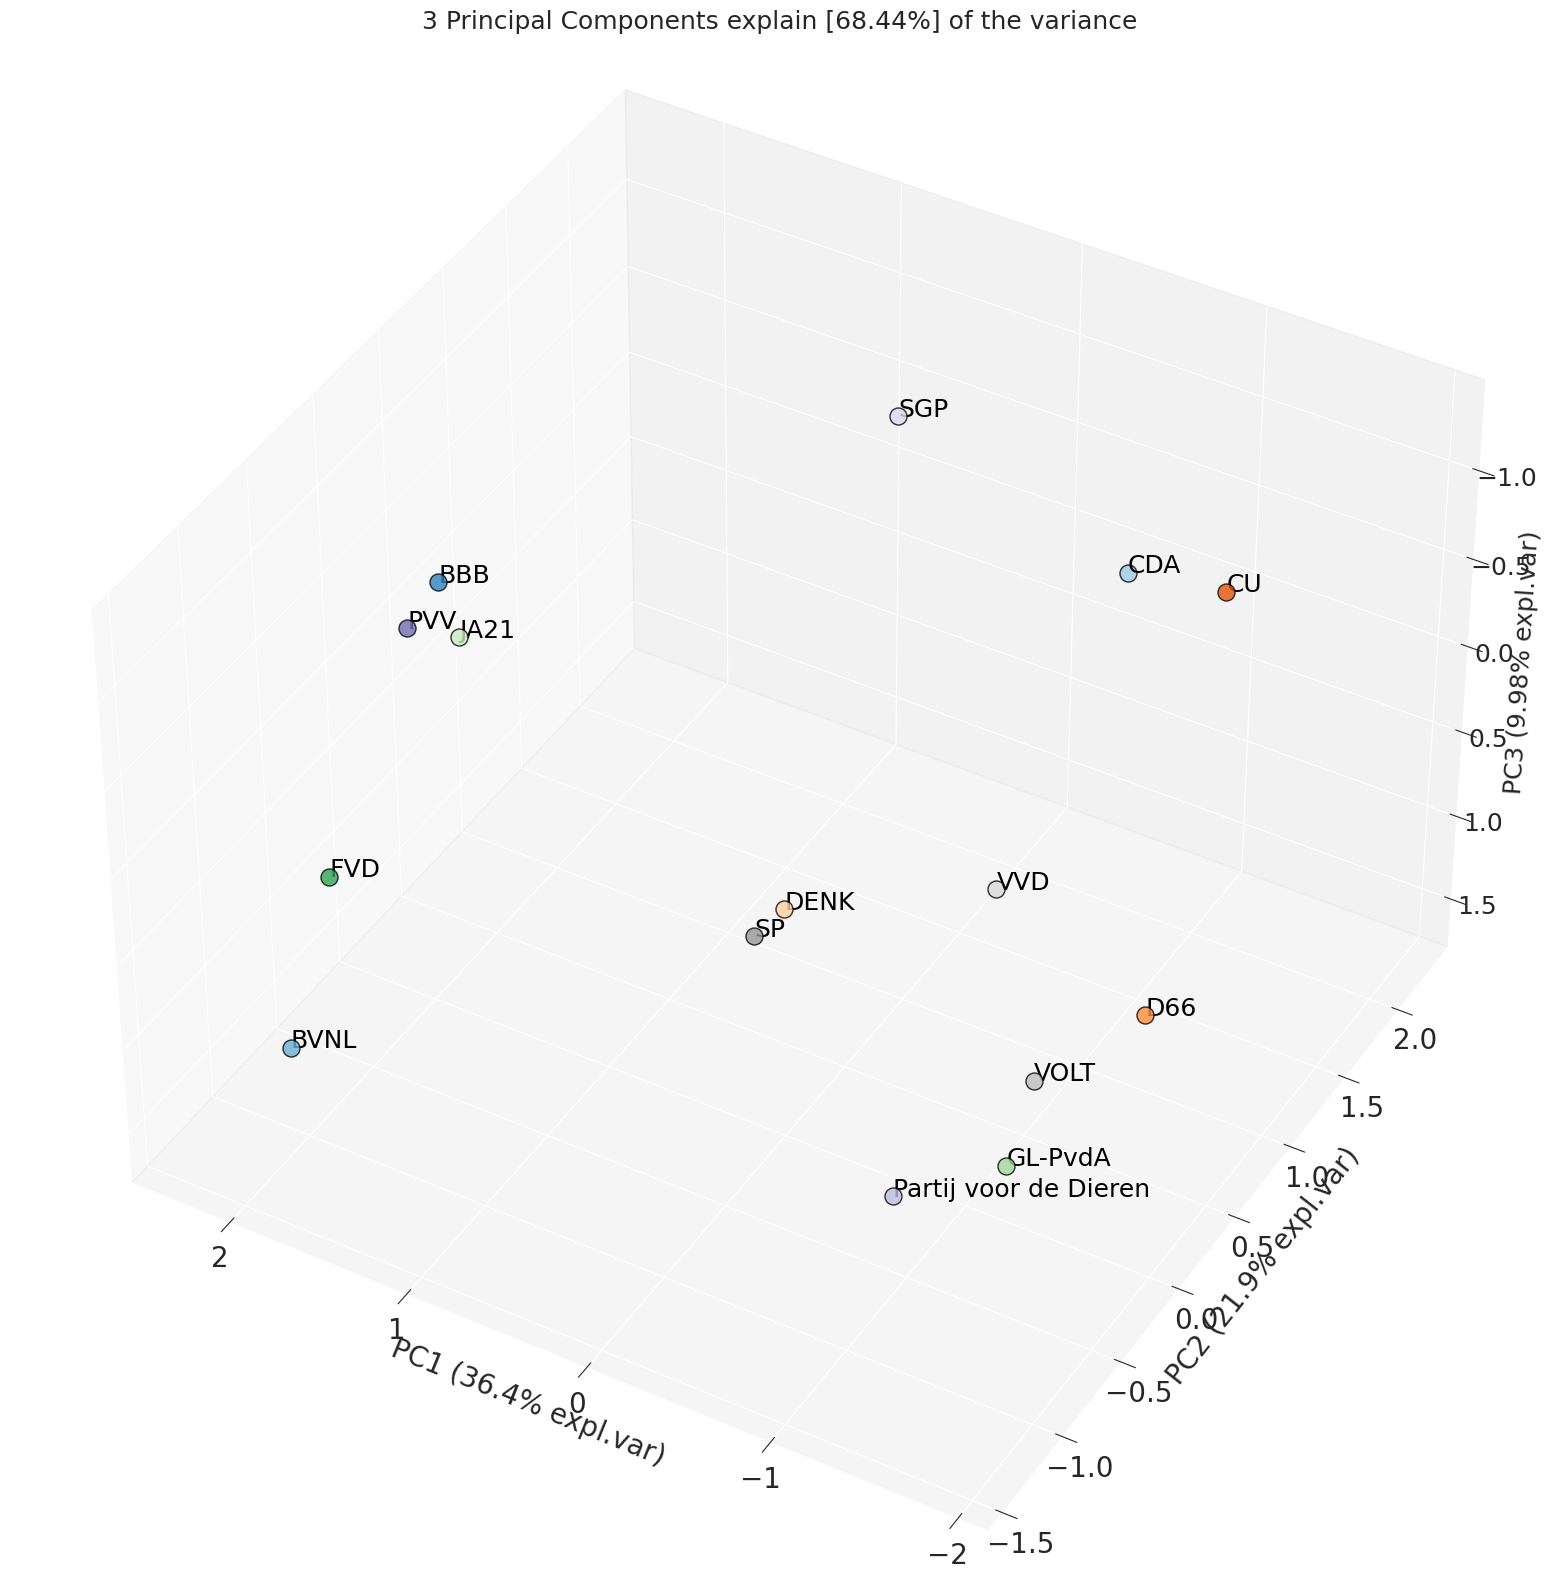 3 Principal Components explain [68.44%] of the variance
SGP
BBB
CDA
CU
PVV
JA21
FVD
DENK
VVD
SP
D66
BVNL
VOLT
GL-PvdA
Partij voor de Dieren
−1.0
−0.5
0.0
0.5
1.0
1.5
PC3 (9.98% expl.var)
2.0
1.5
1.0
0.5
0.0
−0.5
−1.0
−1.5
PC2 (21.9% expl.var)
2
1
0
−1
−2
PC1 (36.4% expl.var)